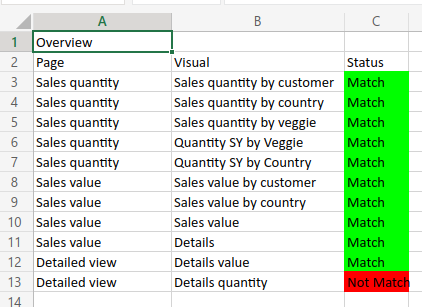 A B C
1 Overview
2 Page Visual Status
3 Sales quantity Sales quantity by customer Match
4 Sales quantity Sales quantity by country Match
5 Sales quantity Sales quantity by veggie Match
6 Sales quantity Quantity SY by Veggie Match
7 Sales quantity Quantity SY by Country Match
8 Sales value Sales value by customer Match
9 Sales value Sales value by country Match
10 Sales value Sales value Match
11 Sales value Details Match
12 Detailed view Details value Match
13 Detailed view Details quantity Not Match
14